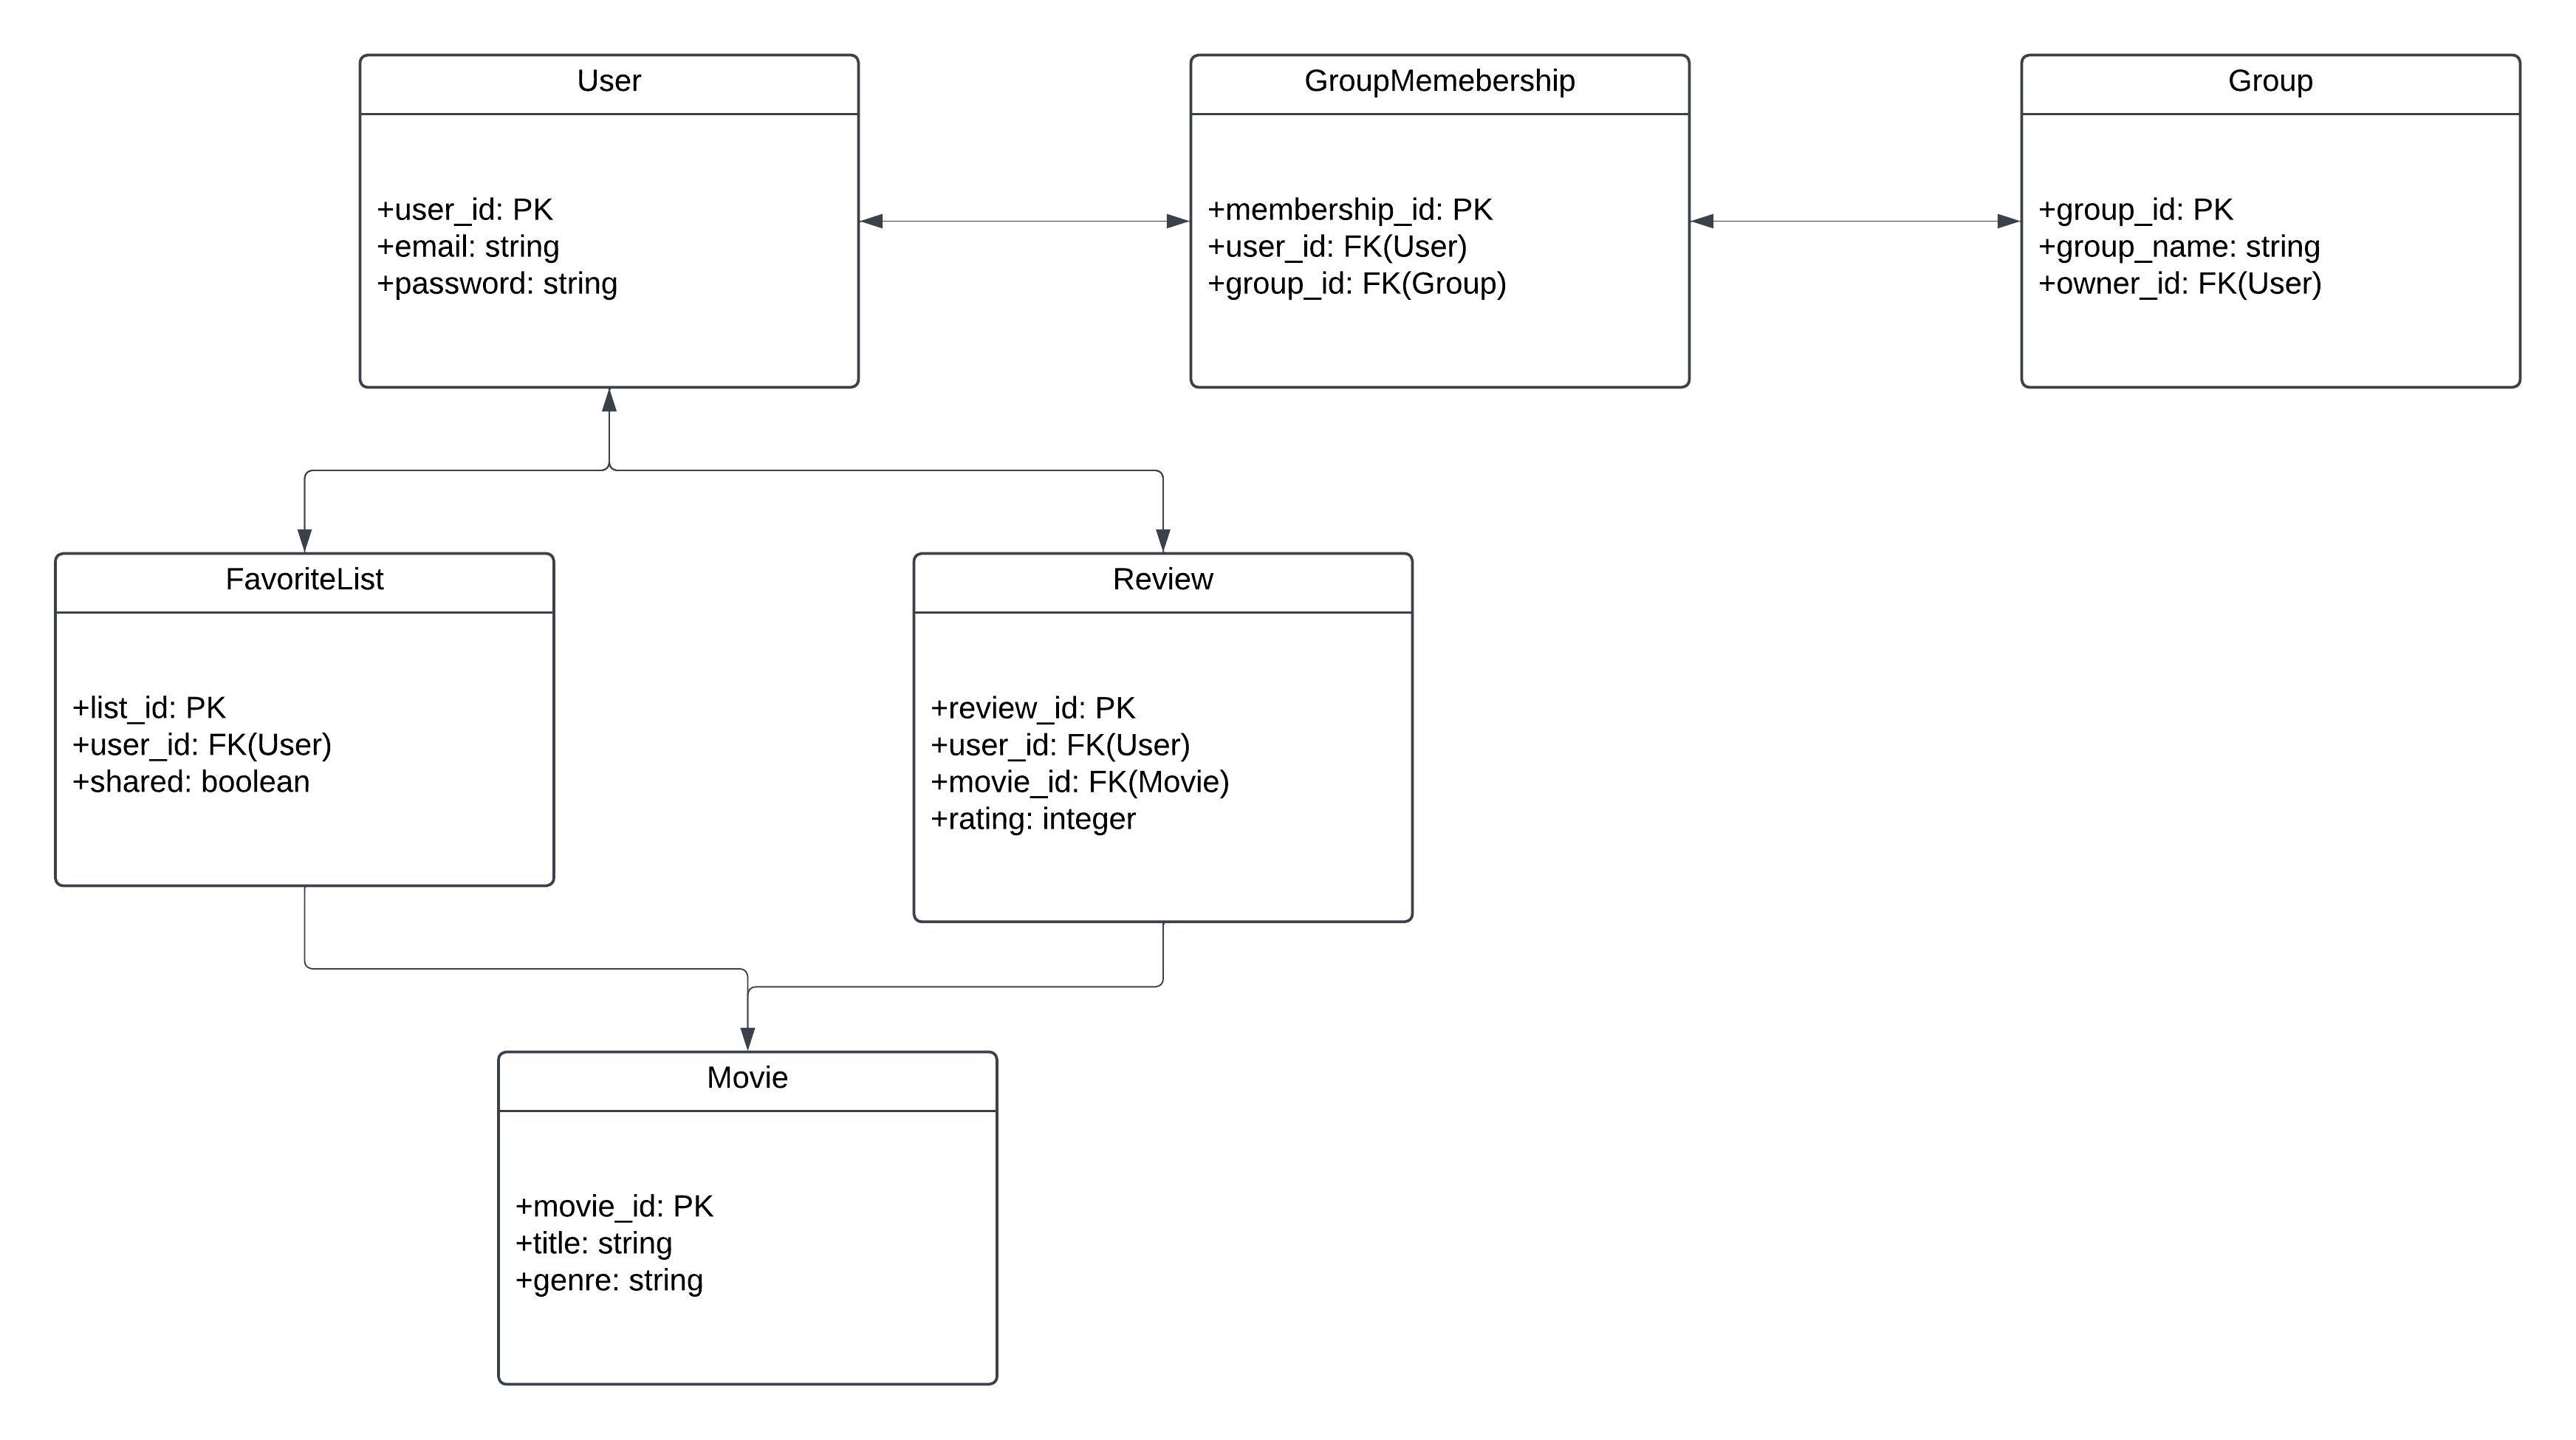 User
+user_id: PK
+email: string
+password: string
GroupMemebership
+membership_id: PK
+user_id: FK(User)
+group_id: FK(Group)
Group
+group_id: PK
+group_name: string
+owner_id: FK(User)
FavoriteList
+list_id: PK
+user_id: FK(User)
+shared: boolean
Review
+review_id: PK
+user_id: FK(User)
+movie_id: FK(Movie)
+rating: integer
Movie
+movie_id: PK
+title: string
+genre: string